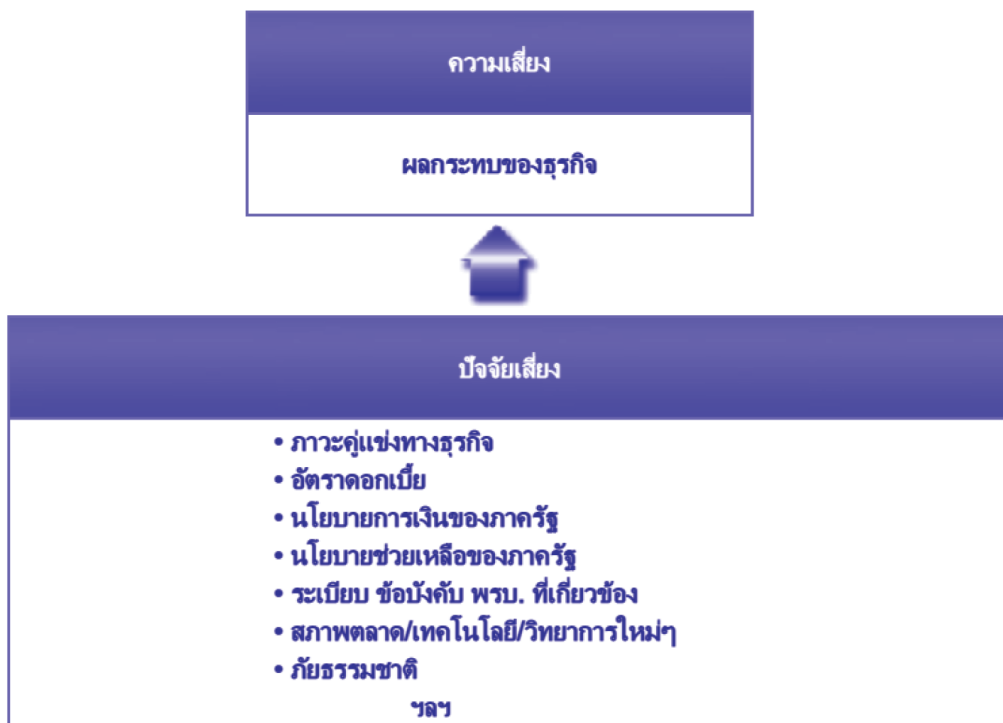 ความเสี่ยง
ผลกระทบของธุรกิจ
ปัจจัยเสี่ยง
• ภาวะคู่แข่งทางธุรกิจ
• อัตราดอกเบี้ย
• นโยบายการเงินของภาครัฐ
• นโยบายช่วยเหลือของภาครัฐ
• ระเบียบ ข้อบังคับ พรบ. ที่เกี่ยวข้อง
• สภาพตลาด/เทคโนโลยี/วิทยาการใหม่ๆ
• ภัยธรรมชาติ
ฯลฯ